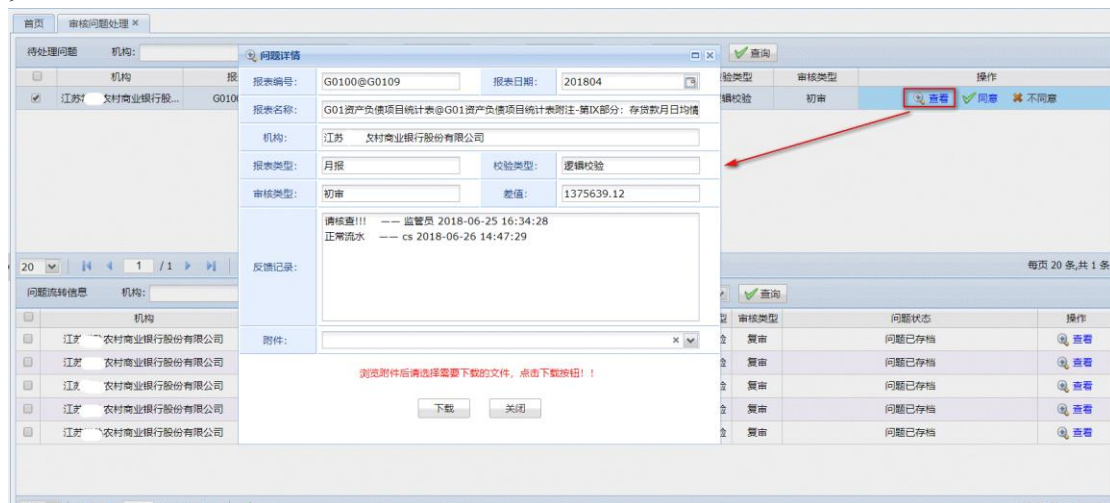 首页 审核问题处理 ×
待处理问题 机构: 查询
机构 报 验类型 审核类型 操作
江苏 村商业银行股... G010 辑校验 初审 查看 同意 不同意
问题详情
报表编号: G0100@G0109 报表日期: 201804
报表名称: G01资产负债项目统计表@G01资产负债项目统计表附注-第IX部分: 存贷款月日均情
机构: 江苏 村商业银行股份有限公司
报表类型: 月报 校验类型: 逻辑校验
审核类型: 初审 差值: 1375639.12
反馈记录:
请核查!!! —— 监管员 2018-06-25 16:34:28
正常流水 —— cs 2018-06-26 14:47:29
附件:
浏览附件后请选择需要下载的文件, 点击下载按钮! !
下载 关闭
20 1 /1 每页 20 条,共 1 条
问题流转信息 机构: 查询
机构 型 审核类型 问题状态 操作
江苏 农村商业银行股份有限公司 验 复审 问题已存档 查看
江苏 农村商业银行股份有限公司 验 复审 问题已存档 查看
江苏 农村商业银行股份有限公司 验 复审 问题已存档 查看
江苏 农村商业银行股份有限公司 验 复审 问题已存档 查看
江苏 农村商业银行股份有限公司 验 复审 问题已存档 查看